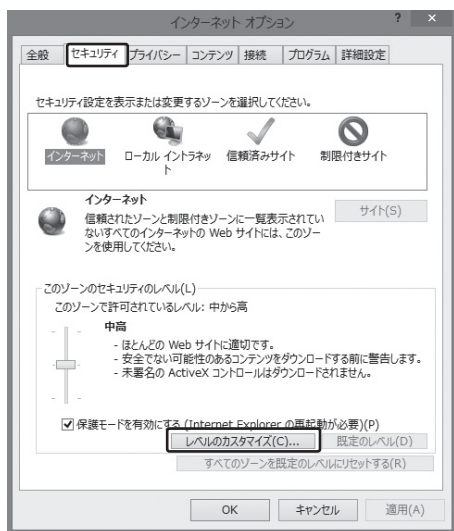 インターネット オプション ? ×
全般 セキュリティ プライバシー コンテンツ 接続 プログラム 詳細設定
セキュリティ設定を表示または変更するゾーンを選択してください。
インターネット ローカル イントラネッ 信頼済みサイト 制限付きサイト
ト
インターネット
信頼されたゾーンと制限付きゾーンに一覧表示されてい サイト(S)
ないすべてのインターネットの Web サイトには、このゾー
ンを使用してください。
このゾーンのセキュリティのレベル(L)
このゾーンで許可されているレベル: 中から高
中高
- ほとんどの Web サイトに適切です。
- 安全でない可能性のあるコンテンツをダウンロードする前に警告します。
- 未署名の ActiveX コントロールはダウンロードされません。
保護モードを有効にする (Internet Explorer の再起動が必要)(P)
レベルのカスタマイズ(C)... 既定のレベル(D)
すべてのゾーンを既定のレベルにリセットする(R)
OK キャンセル 適用(A)